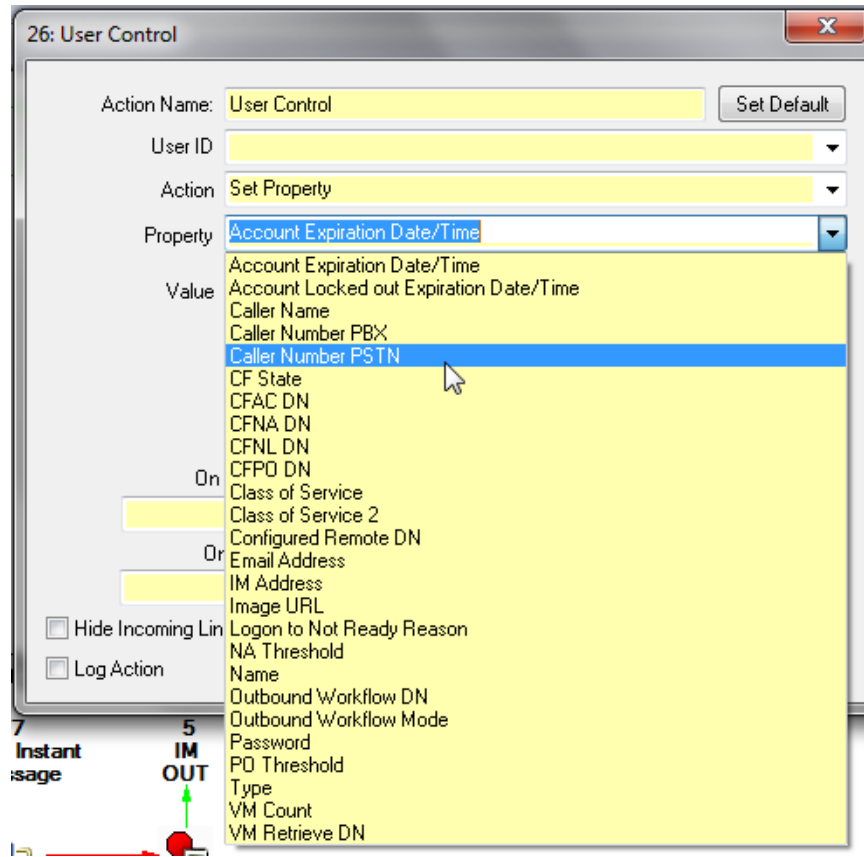 26: User Control
Action Name: User Control Set Default
User ID
Action Set Property
Property Account Expiration Date/Time
Account Expiration Date/Time
Value Account Locked out Expiration Date/Time
Caller Name
Caller Number PBX
Caller Number PSTN
CF State
CFAC DN
CFNA DN
CFNL DN
On CFPO DN
Class of Service
Class of Service 2
Configured Remote DN
Email Address
IM Address
Image URL
Hide Incoming Lin Logon to Not Ready Reason
NA Threshold
Log Action Name
Outbound Workflow DN
Outbound Workflow Mode
7 5
Password
Instant IM
PO Threshold
ssage OUT
Type
VM Count
VM Retrieve DN